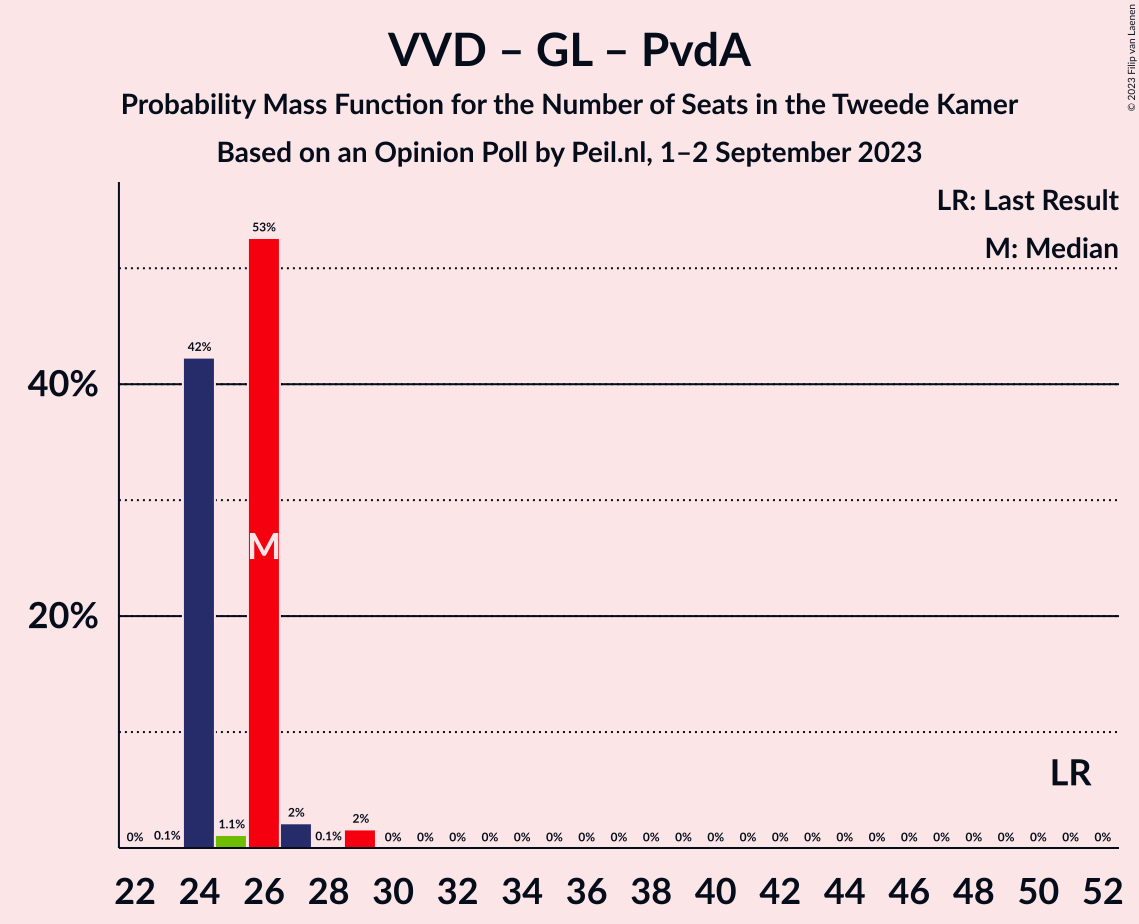 VVD – GL – PvdA
Probability Mass Function for the Number of Seats in the Tweede Kamer
Based on an Opinion Poll by Peil.nl, 1–2 September 2023
© 2023 Filip van Laenen
LR: Last Result
M: Median
40%
20%
0% 0.1% 42% 1.1% 53% 2% 0.1% 2% 0% 0% 0% 0% 0% 0% 0% 0% 0% 0% 0% 0% 0% 0% 0% 0% 0% 0% 0% 0% 0% 0% 0%
M
LR
22 24 26 28 30 32 34 36 38 40 42 44 46 48 50 52